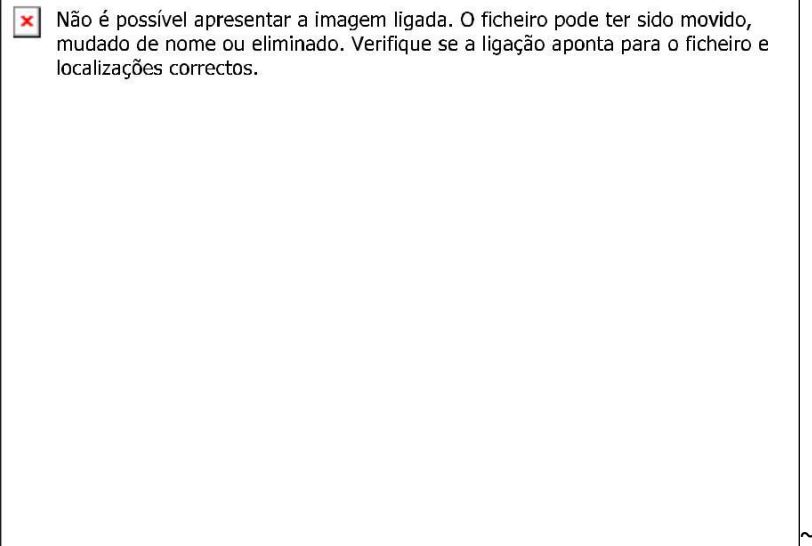 Não é possível apresentar a imagem ligada. O ficheiro pode ter sido movido,
mudado de nome ou eliminado. Verifique se a ligação aponta para o ficheiro e
localizações correctos.
~